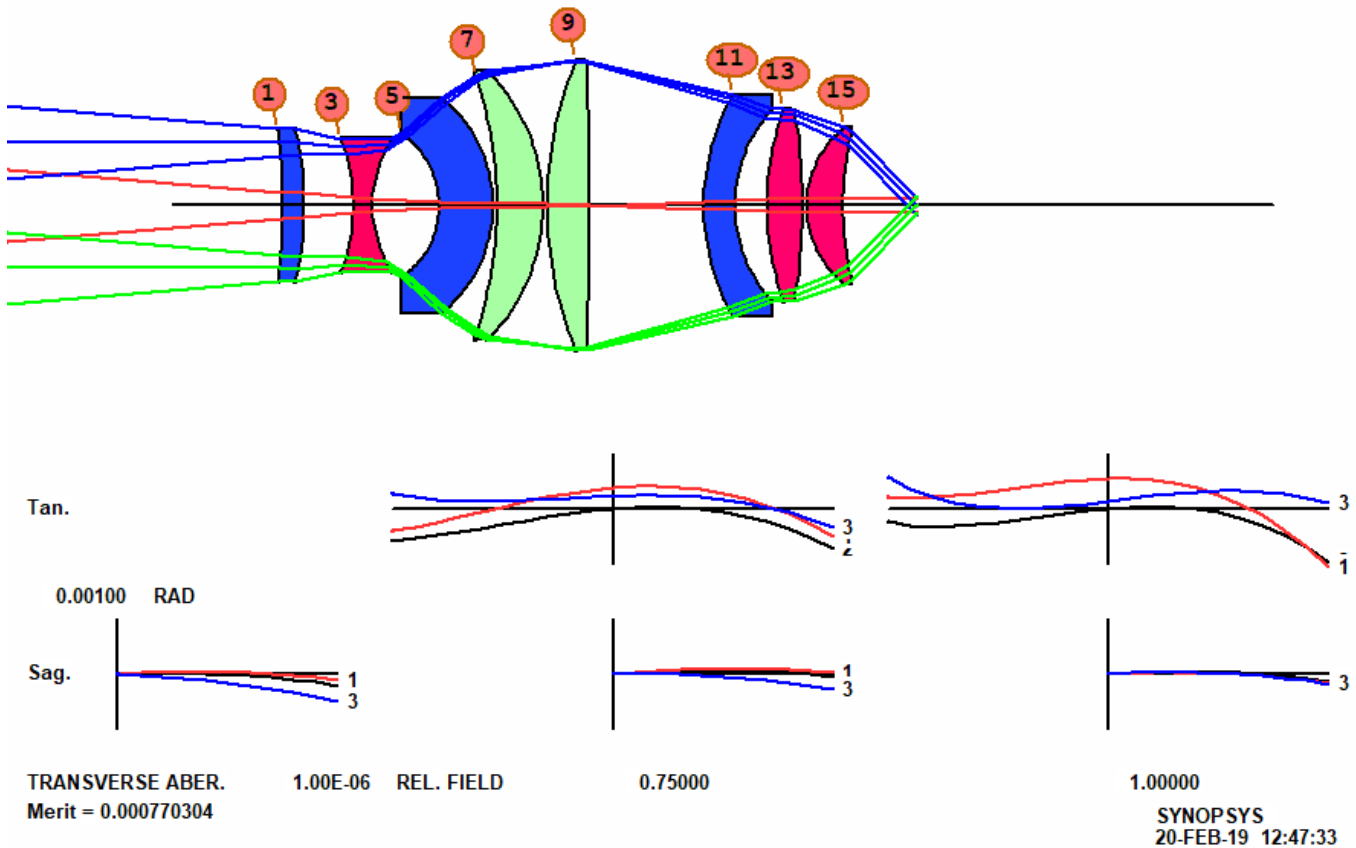 1
3
5
7
9
11
13
15
Tan.
3
3
1
0.00100 RAD
Sag.
1
3
1
3
3
TRANSVERSE ABER. 1.00E-06 REL. FIELD 0.75000 1.00000
Merit = 0.000770304
SYNOPSYS
20-FEB-19 12:47:33